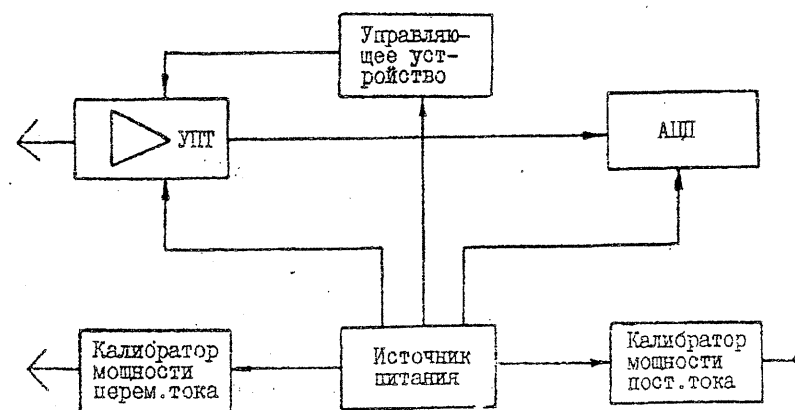 Управляю-
щее уст-
ройство
УПТ
АЦП
Калибратор
мощности
перем.тока
Источник
питания
Калибратор
мощности
пост.тока